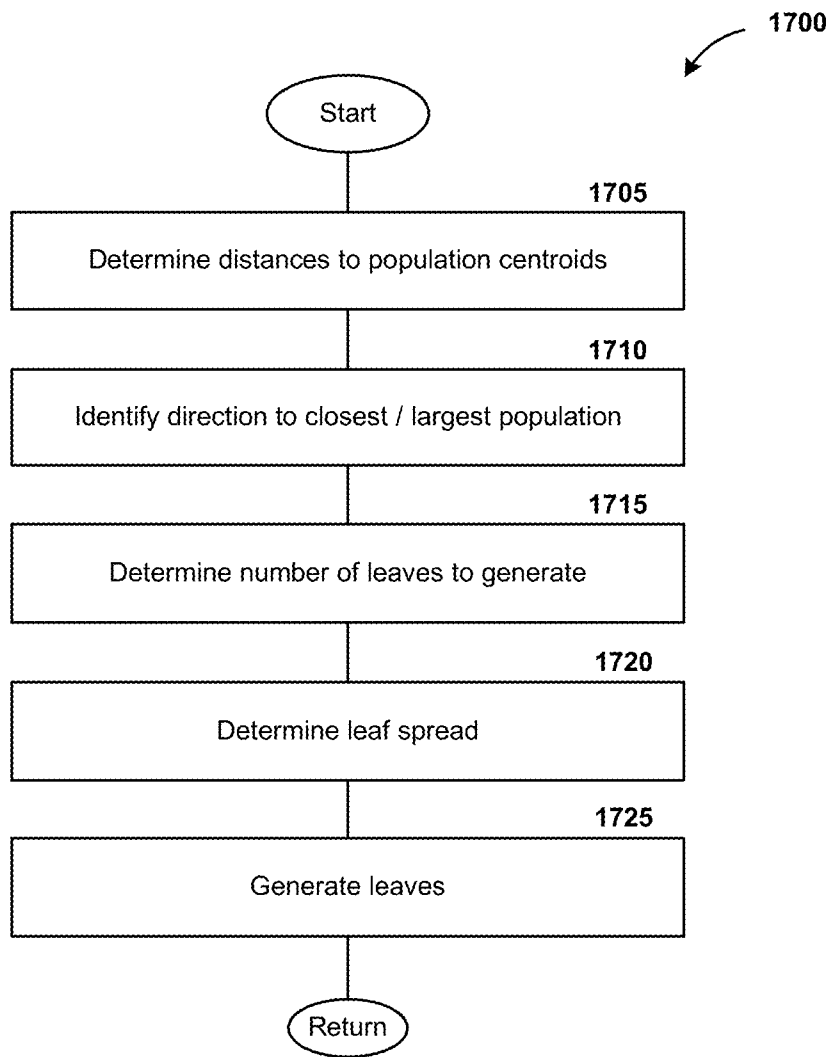 1700
Start
1705
Determine distances to population centroids
1710
Identify direction to closest / largest population
1715
Determine number of leaves to generate
1720
Determine leaf spread
1725
Generate leaves
Return